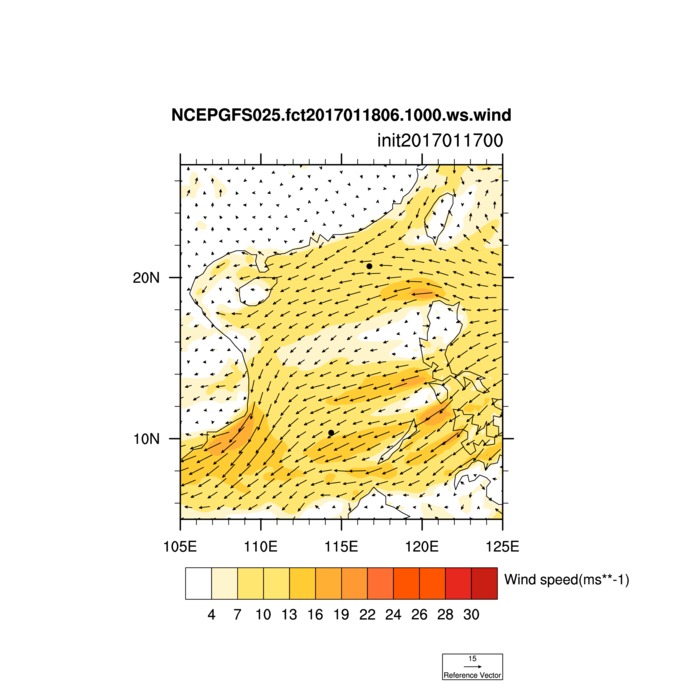 NCEPGFS025.fct2017011806.1000.ws.wind
init2017011700
20N
10N
105E 110E 115E 120E 125E
Wind speed(ms**-1)
4 7 10 13 16 19 22 24 26 28 30
15
Reference Vector